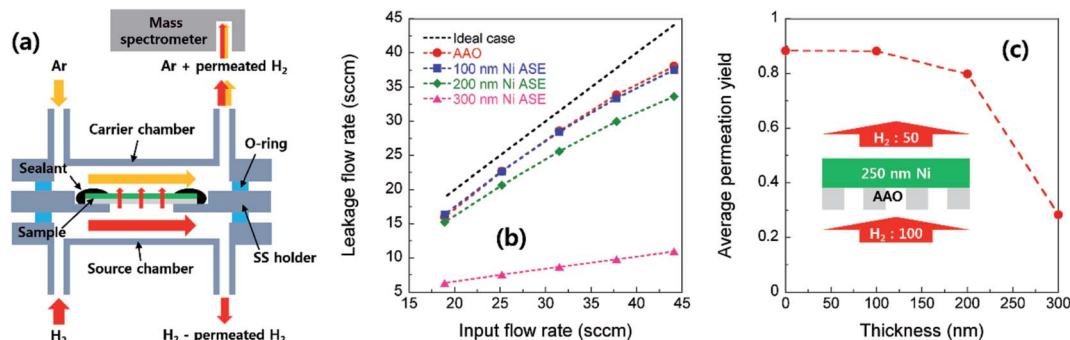 (a)
Mass
spectrometer
Ar
Ar + permeated H₂
Carrier chamber
O-ring
Sealant
Sample
Source chamber
SS holder
H₂
H₂ - permeated H₂
45
40
35
30
25
20
15
10
5
Leakage flow rate (sccm)
Ideal case
AAO
100 nm Ni ASE
200 nm Ni ASE
300 nm Ni ASE
(b)
15 20 25 30 35 40 45
Input flow rate (sccm)
1
0.8
0.6
0.4
0.2
0
Average permeation yield
(c)
H₂ : 50
250 nm Ni
AAO
H₂ : 100
0 100 200 300
Thickness (nm)